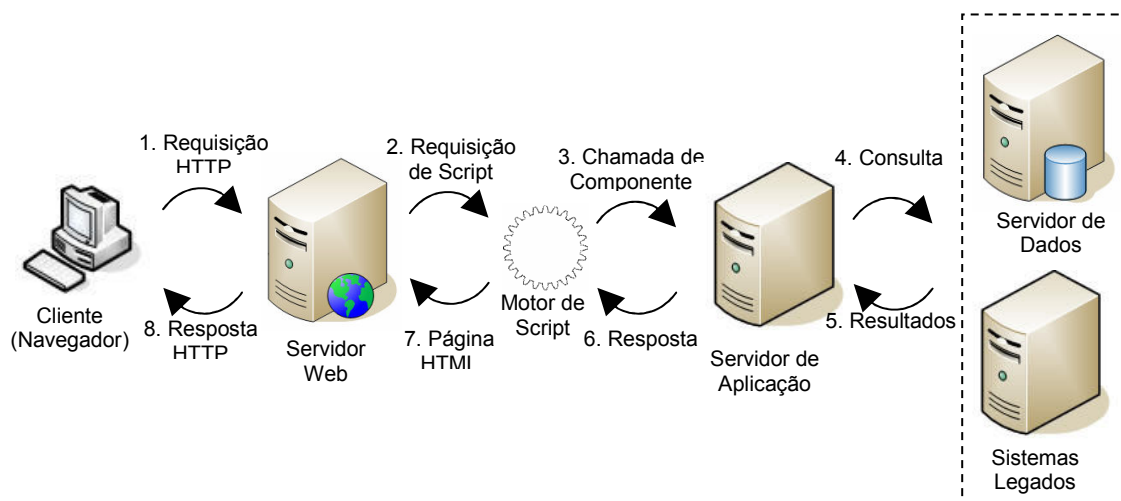 1. Requisição
HTTP
2. Requisição
de Script
3. Chamada de
Componente
4. Consulta
Servidor de
Dados
Cliente
(Navegador)
8. Resposta
HTTP
Servidor
Web
7. Página
HTMl
Motor de
Script
6. Resposta
Servidor de
Aplicação
5. Resultados
Sistemas
Legados